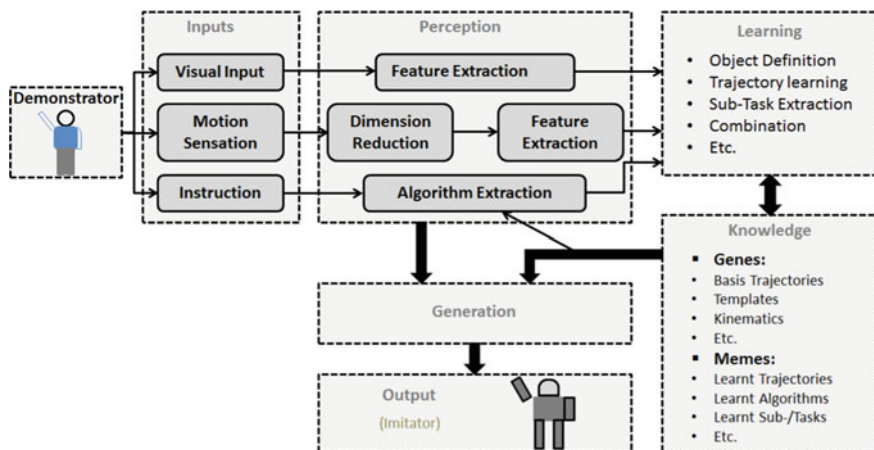 Inputs
Perception
Learning
Demonstrator
Visual Input
Feature Extraction
Motion
Sensation
Dimension
Reduction
Feature
Extraction
Instruction
Algorithm Extraction
• Object Definition
• Trajectory learning
• Sub-Task Extraction
• Combination
• Etc.
Knowledge
▪ Genes:
• Basis Trajectories
• Templates
• Kinematics
• Etc.
▪ Memes:
• Learnt Trajectories
• Learnt Algorithms
• Learnt Sub-/Tasks
• Etc.
Generation
Output
(Imitator)